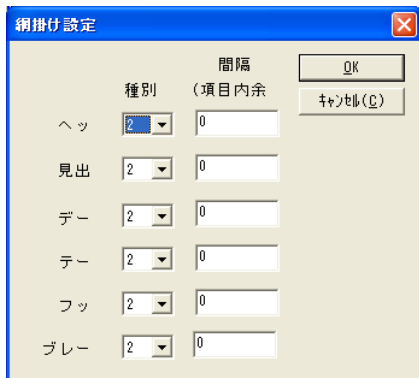 網掛け設定
間隔
種別 (項目内余
OK
ｷｬﾝｾﾙ(C)
ヘッ 2 0
見出 2 0
デー 2 0
テー 2 0
フッ 2 0
ブレー 2 0